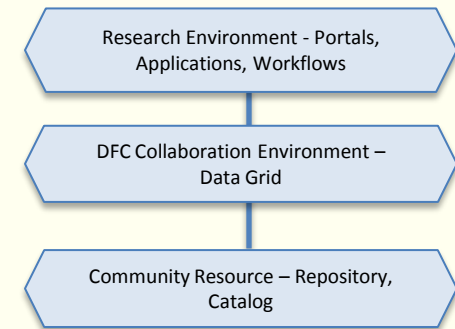 Research Environment - Portals,
Applications, Workflows
DFC Collaboration Environment –
Data Grid
Community Resource – Repository,
Catalog